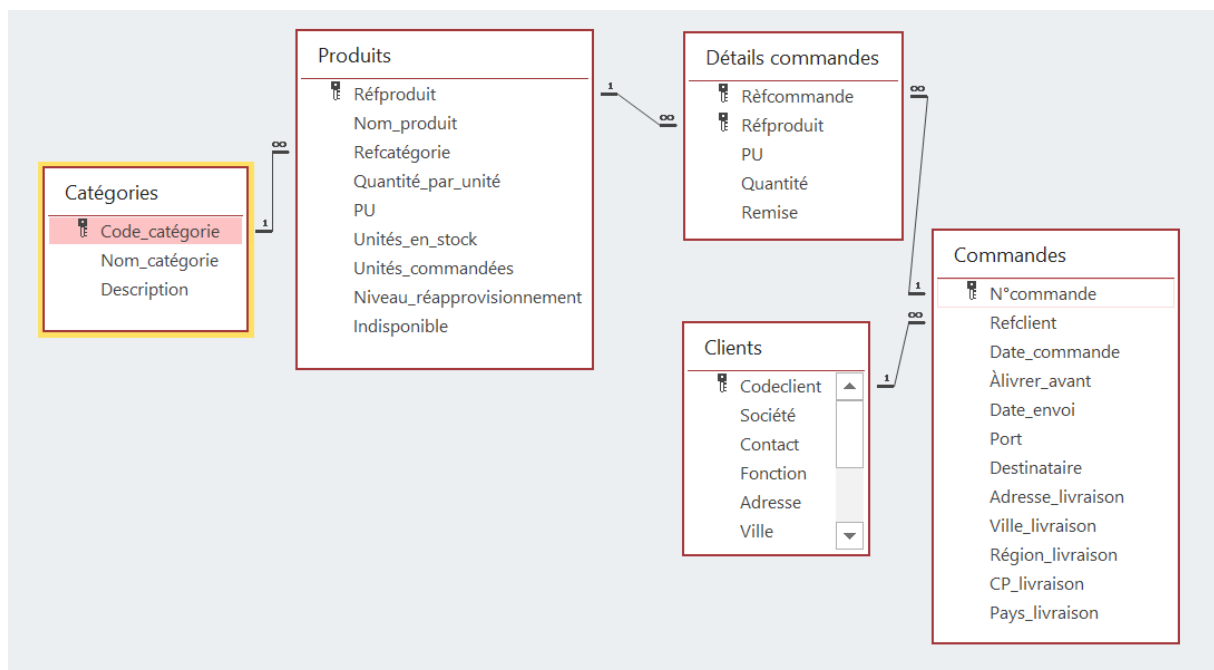 Produits
Réfproduit
Nom_produit
Refcatégorie
Quantité_par_unité
PU
Unités_en_stock
Unités_commandées
Niveau_réapprovisionnement
Indisponible
1
∞
Détails commandes
Rèfcommande
Réfproduit
PU
Quantité
Remise
∞
1
Catégories
Code_catégorie
Nom_catégorie
Description
1
∞
Clients
Codeclient
Société
Contact
Fonction
Adresse
Ville
1
∞
Commandes
N°commande
Refclient
Date_commande
Àlivrer_avant
Date_envoi
Port
Destinataire
Adresse_livraison
Ville_livraison
Région_livraison
CP_livraison
Pays_livraison